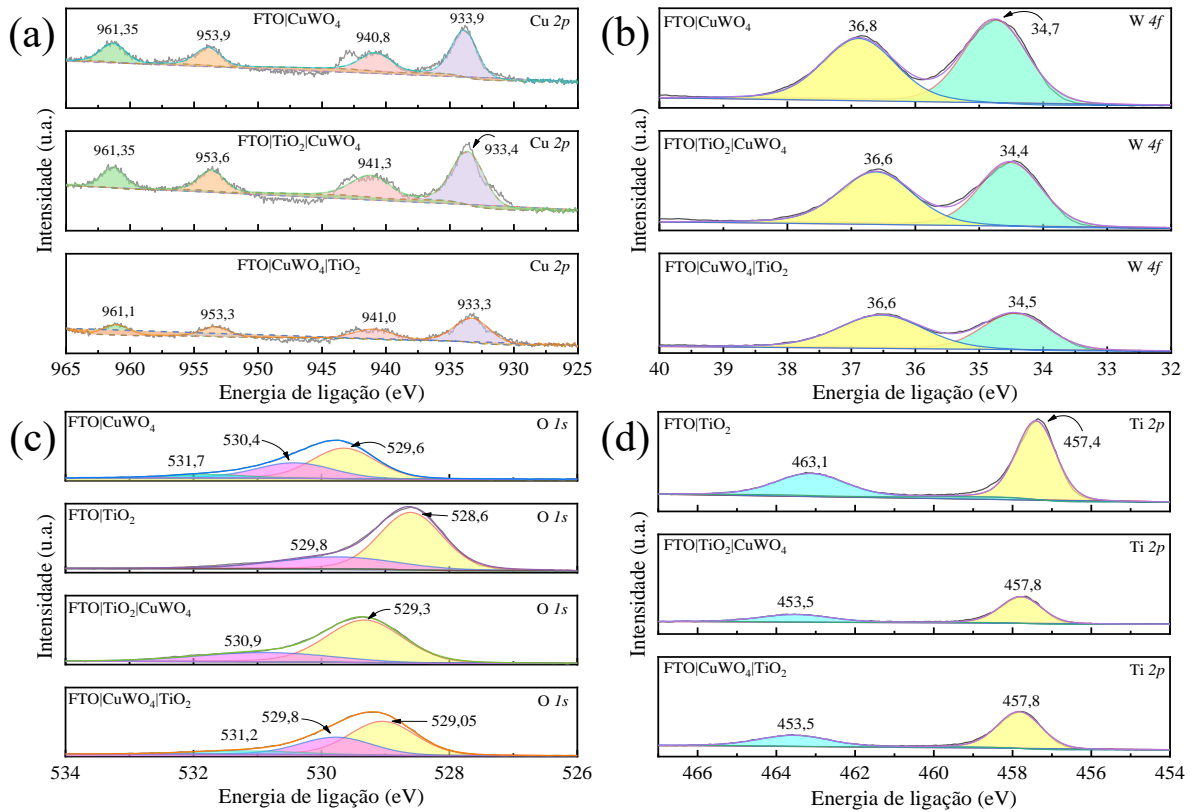 (a)
FTO|CuWO₄
Cu 2p
961,35
953,9
940,8
933,9
FTO|TiO₂|CuWO₄
Cu 2p
961,35
953,6
941,3
933,4
FTO|CuWO₄|TiO₂
Cu 2p
961,1
953,3
941,0
933,3
Intensidade (u.a.)
965 960 955 950 945 940 935 930 925
Energia de ligação (eV)
(b)
FTO|CuWO₄
W 4f
36,8
34,7
FTO|TiO₂|CuWO₄
W 4f
36,6
34,4
FTO|CuWO₄|TiO₂
W 4f
36,6
34,5
Intensidade (u.a.)
40 39 38 37 36 35 34 33 32
Energia de ligação (eV)
(c)
FTO|CuWO₄
O 1s
531,7
530,4
529,6
FTO|TiO₂
O 1s
529,8
528,6
FTO|TiO₂|CuWO₄
O 1s
530,9
529,3
FTO|CuWO₄|TiO₂
O 1s
531,2
529,8
529,05
Intensidade (u.a.)
534 532 530 528 526
Energia de ligação (eV)
(d)
FTO|TiO₂
Ti 2p
463,1
457,4
FTO|TiO₂|CuWO₄
Ti 2p
453,5
457,8
FTO|CuWO₄|TiO₂
Ti 2p
453,5
457,8
Intensidade (u.a.)
466 464 462 460 458 456 454
Energia de ligação (eV)